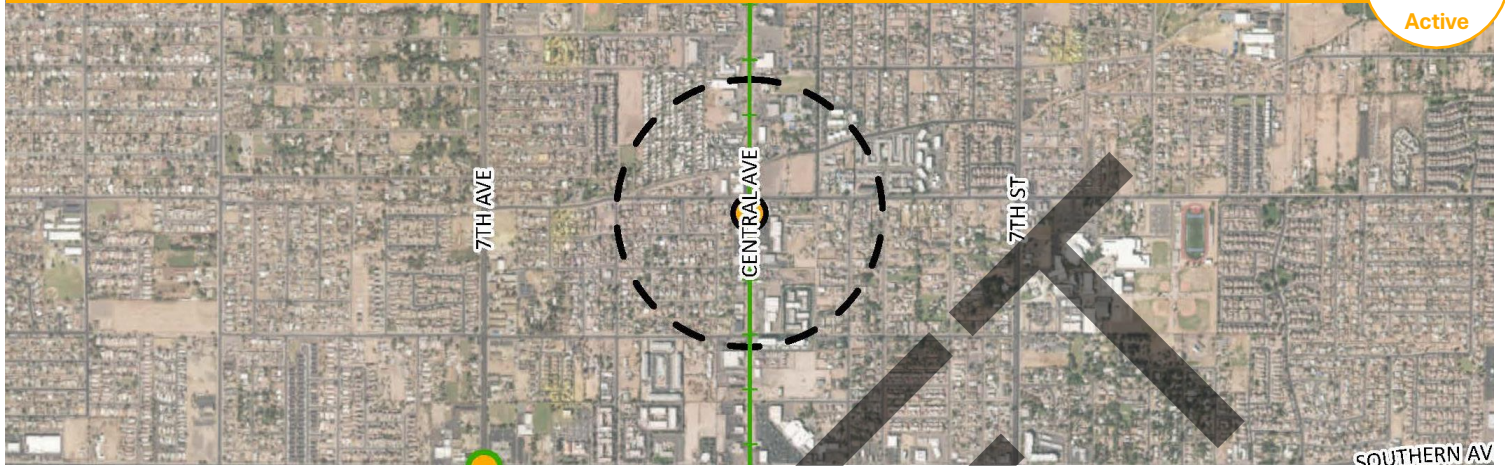 Active
CENTRAL AVE
7TH AVE
7TH ST
SOUTHERN AV